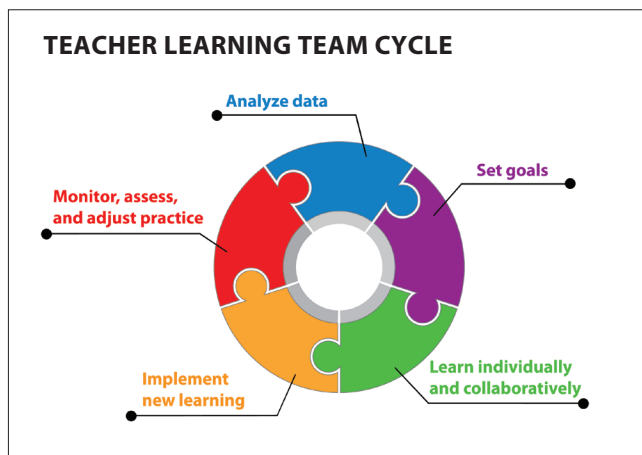 TEACHER LEARNING TEAM CYCLE
Analyze data
Set goals
Monitor, assess,
and adjust practice
Learn individually
and collaboratively
Implement
new learning